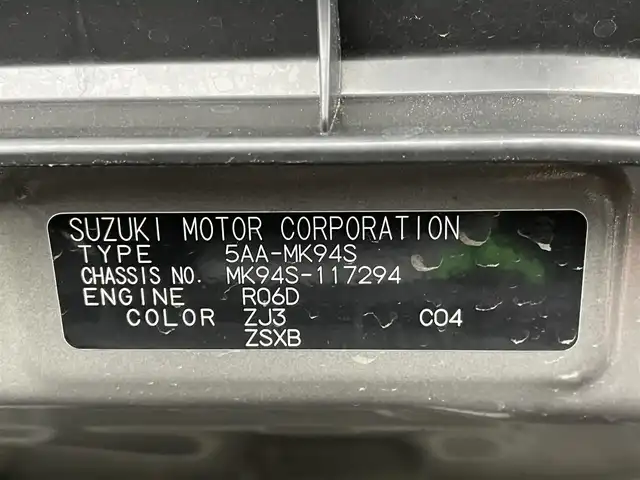 SUZUKI MOTOR CORPORATION
TYPE 5AA-MK94S
CHASSIS NO. MK94S-117294
ENGINE R06D
COLOR ZJ3 C04
ZSXB